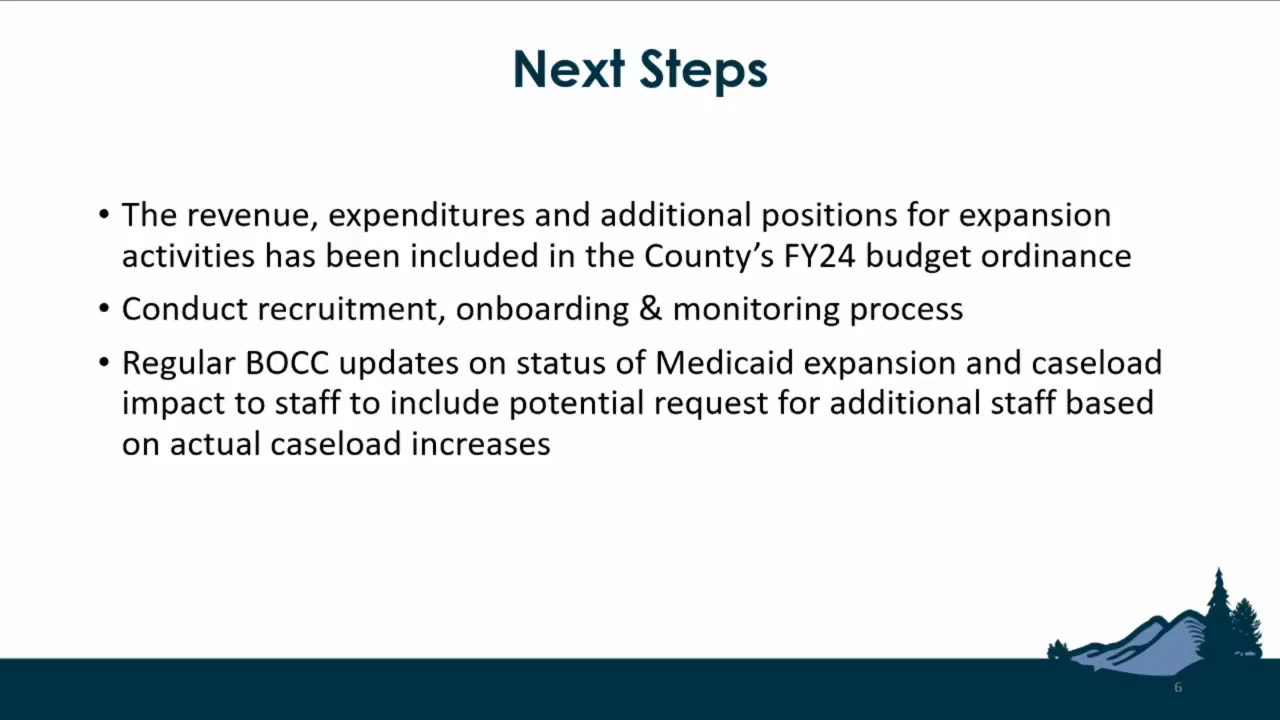 Next Steps
• The revenue, expenditures and additional positions for expansion
activities has been included in the County’s FY24 budget ordinance
• Conduct recruitment, onboarding & monitoring process
• Regular BOCC updates on status of Medicaid expansion and caseload
impact to staff to include potential request for additional staff based
on actual caseload increases
6